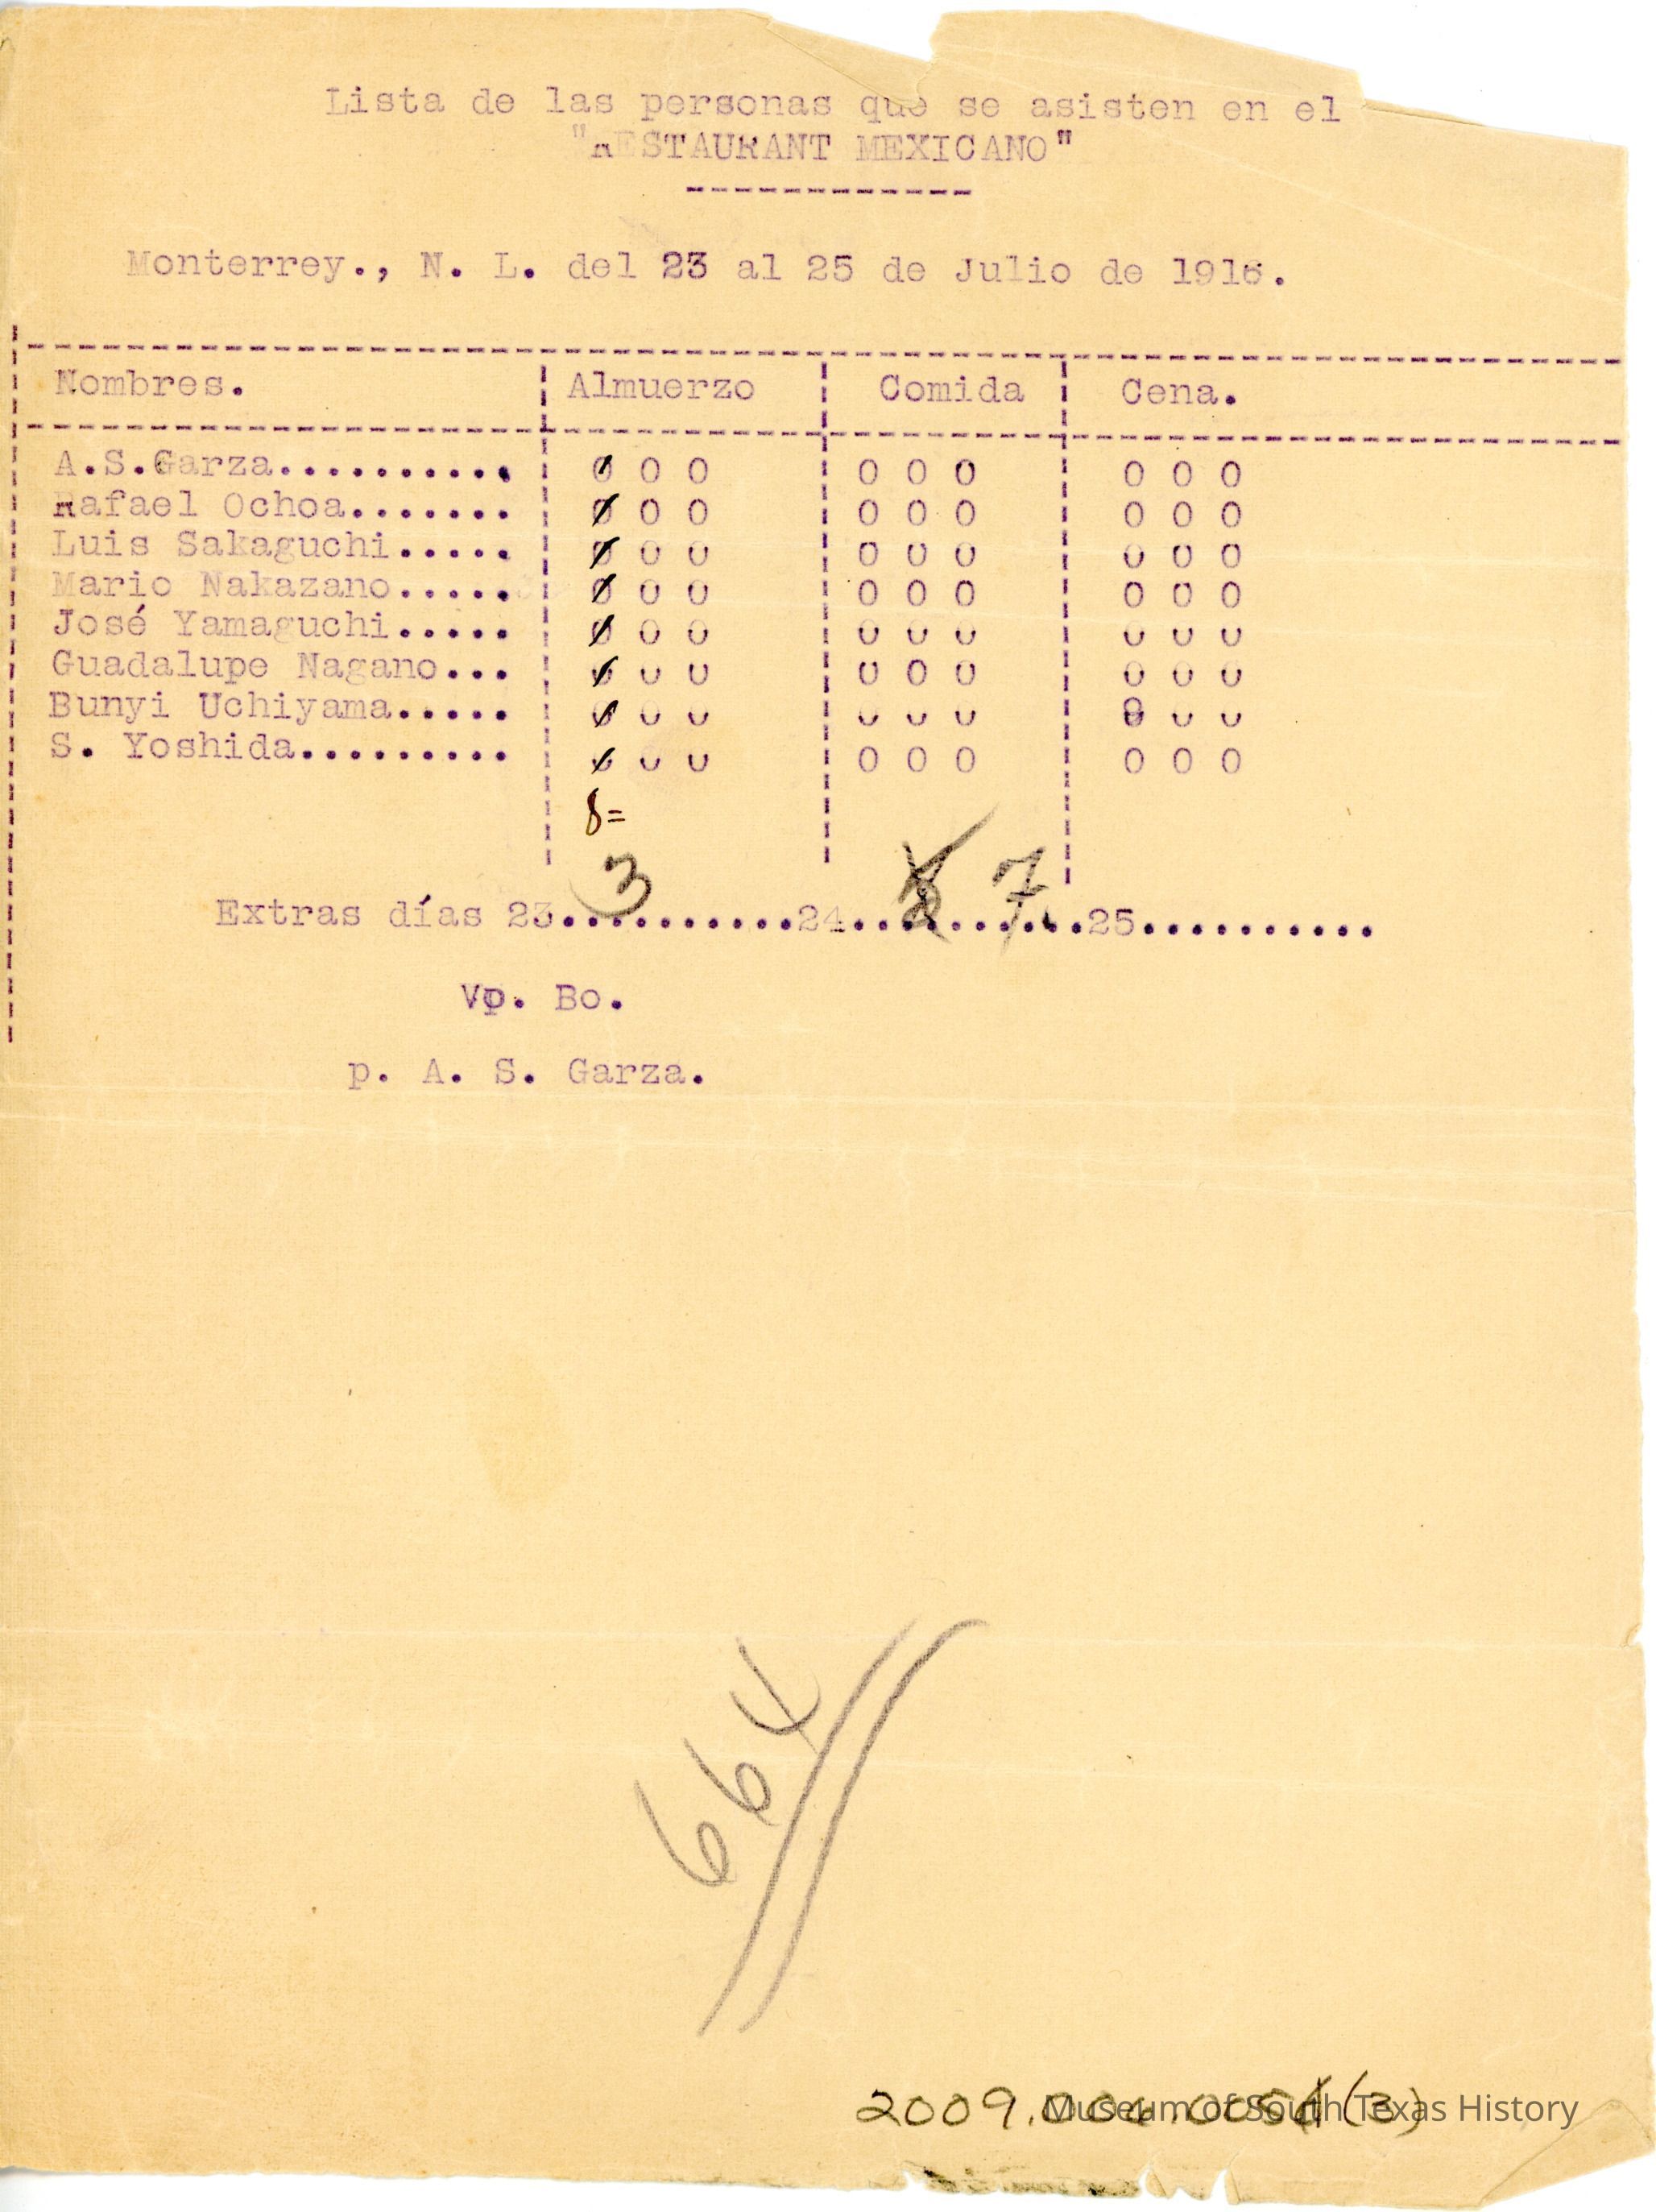 Lista de las personas que se asisten en el
"RESTAURANT MEXICANO"
Monterrey., N. L. del 23 al 25 de Julio de 1916.
Nombres. Almuerzo Comida Cena.
A.S.Garza.......... 0 0 0 0 0 0 0 0 0
Rafael Ochoa....... 0 0 0 0 0 0 0 0 0
Luis Sakaguchi..... 0 0 0 0 0 0 0 0 0
Mario Nakazano..... 0 0 0 0 0 0 0 0 0
José Yamaguchi..... 0 0 0 0 0 0 0 0 0
Guadalupe Nagano... 0 0 0 0 0 0 0 0 0
Bunyi Uchiyama..... 0 0 0 0 0 0 0 0 0
S. Yoshida......... 0 0 0 0 0 0 0 0 0
8=
3 7
Extras días 23..........24..........25..........
Vo. Bo.
p. A. S. Garza.
664
2009.
Museum of South Texas History
(3)